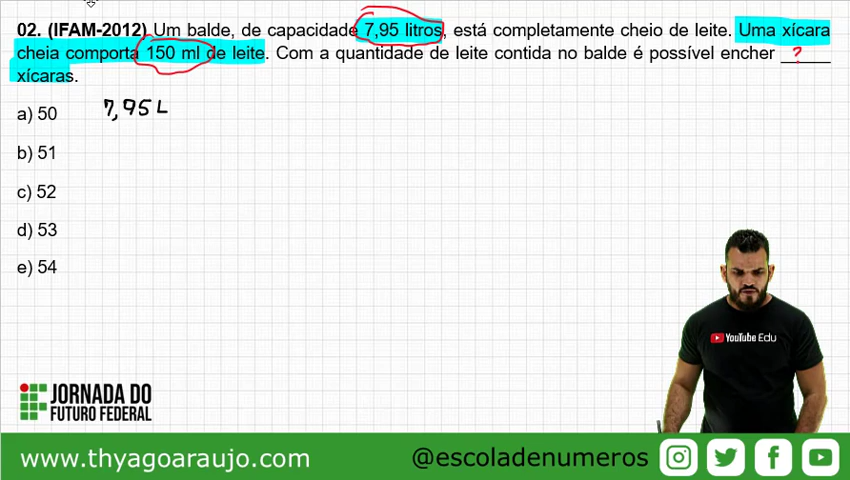 02. (IFAM-2012) Um balde, de capacidade 7,95 litros, está completamente cheio de leite. Uma xícara
cheia comporta 150 ml de leite. Com a quantidade de leite contida no balde é possível encher ? ______
xícaras.
a) 50
7,95 L
b) 51
c) 52
d) 53
e) 54
YouTube Edu
JORNADA DO
FUTURO FEDERAL
www.thyagoaraujo.com
@escoladenumeros